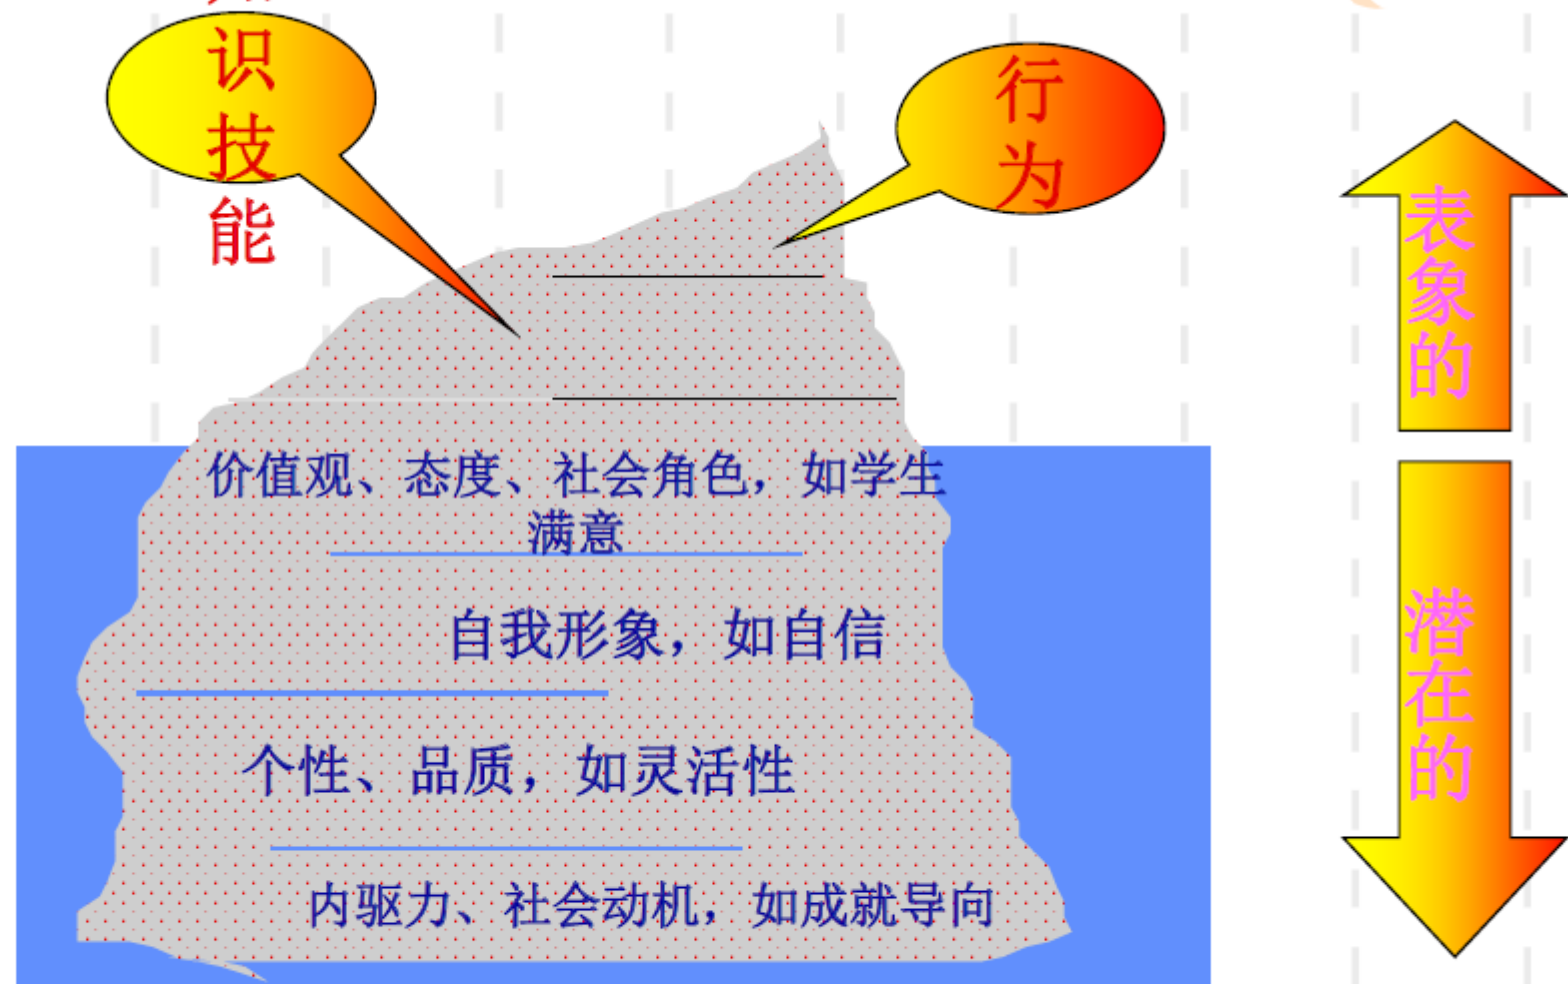 识
技
能
行
为
表
象
的
价值观、态度、社会角色，如学生
满意
自我形象，如自信
个性、品质，如灵活性
内驱力、社会动机，如成就导向
潜
在
的